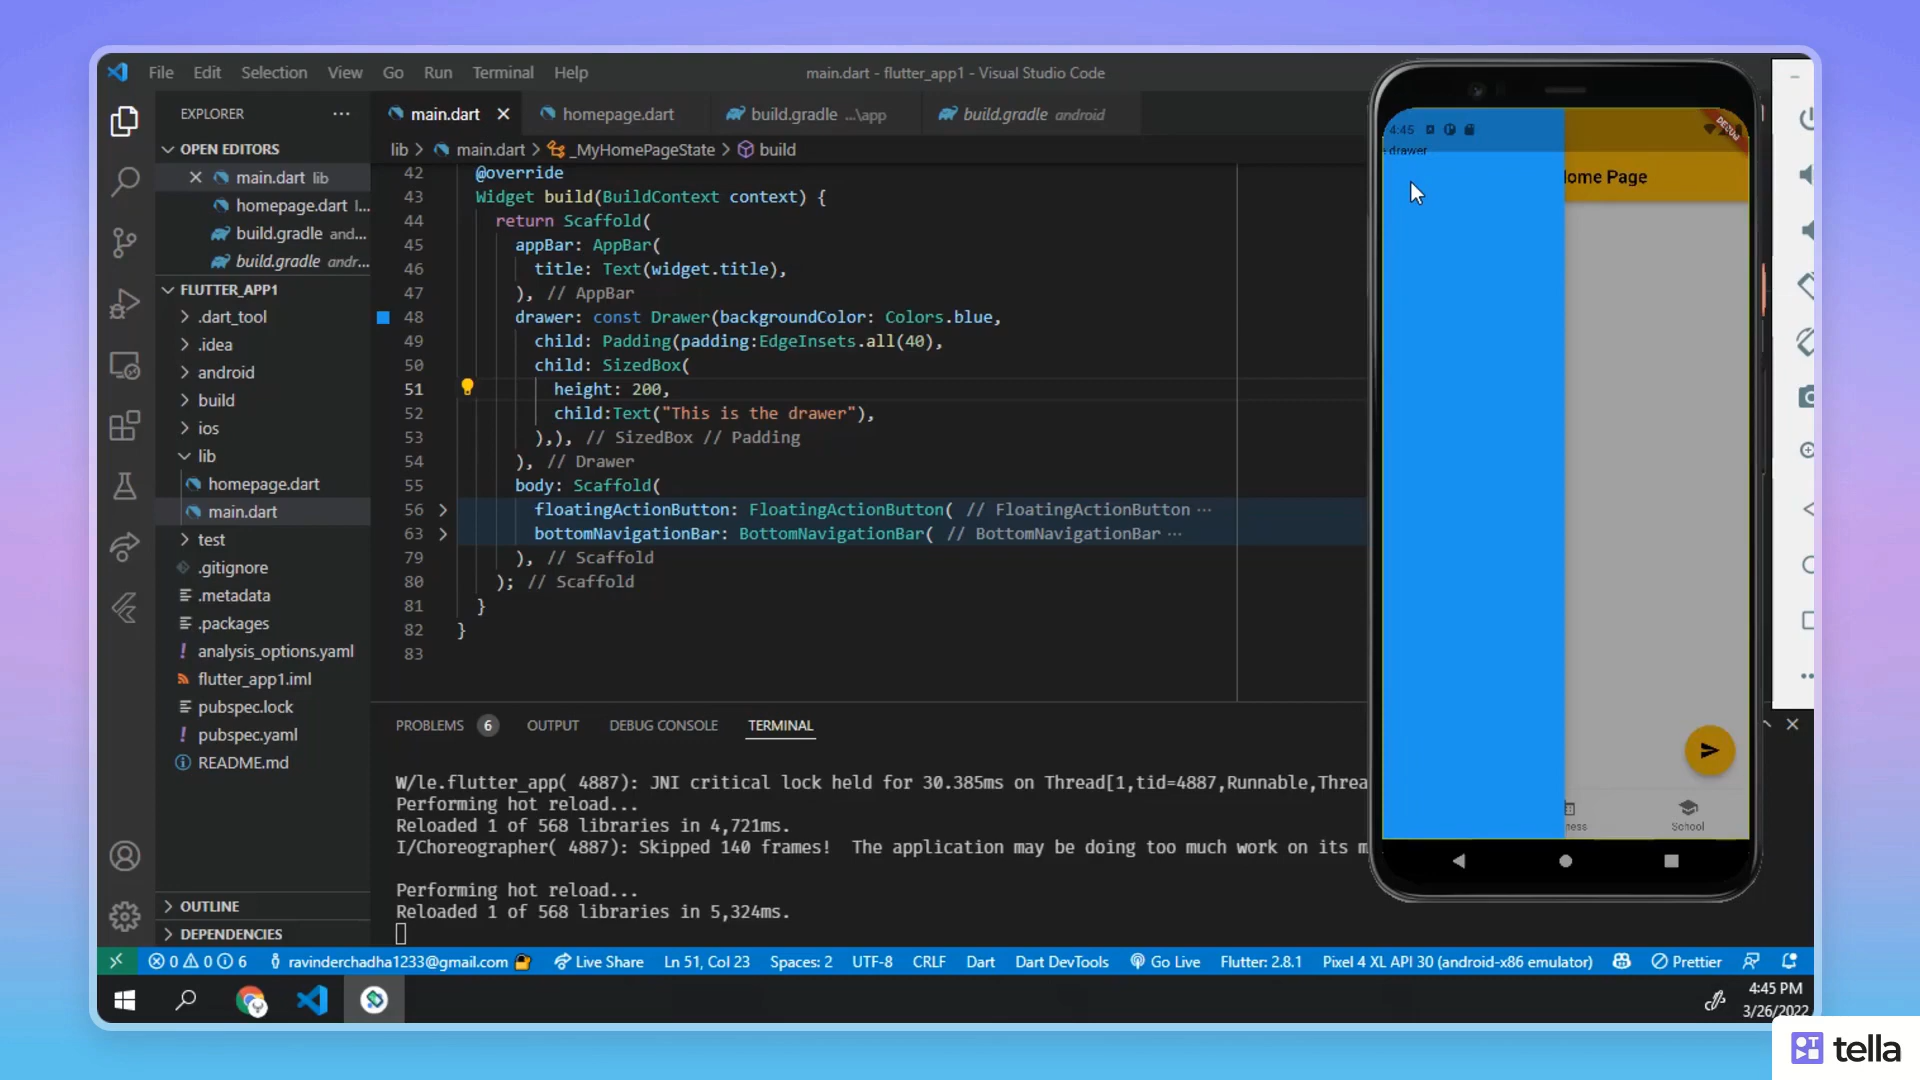 File Edit Selection View Go Run Terminal Help
main.dart - flutter_app1 - Visual Studio Code
EXPLORER
OPEN EDITORS
main.dart lib
homepage.dart l...
build.gradle and...
build.gradle andr...
FLUTTER_APP1
.dart_tool
.idea
android
build
ios
lib
homepage.dart
main.dart
test
.gitignore
.metadata
.packages
analysis_options.yaml
flutter_app1.iml
pubspec.lock
pubspec.yaml
README.md
OUTLINE
DEPENDENCIES
main.dart homepage.dart build.gradle ...\app build.gradle android
lib > main.dart > _MyHomePageState > build
42 @override
43 Widget build(BuildContext context) {
44 return Scaffold(
45 appBar: AppBar(
46 title: Text(widget.title),
47 ), // AppBar
48 drawer: const Drawer(backgroundColor: Colors.blue,
49 child: Padding(padding:EdgeInsets.all(40),
50 child: SizedBox(
51 height: 200,
52 child:Text("This is the drawer"),
53 ),), // SizedBox // Padding
54 ), // Drawer
55 body: Scaffold(
56 floatingActionButton: FloatingActionButton( // FloatingActionButton ...
63 bottomNavigationBar: BottomNavigationBar( // BottomNavigationBar ...
79 ), // Scaffold
80 ); // Scaffold
81 }
82 }
83
PROBLEMS 6 OUTPUT DEBUG CONSOLE TERMINAL
W/le.flutter_app( 4887): JNI critical lock held for 30.385ms on Thread[1,tid=4887,Runnable,Threa
Performing hot reload...
Reloaded 1 of 568 libraries in 4,721ms.
I/Choreographer( 4887): Skipped 140 frames! The application may be doing too much work on its m
Performing hot reload...
Reloaded 1 of 568 libraries in 5,324ms.
4:45
DEBUG
drawer
ome Page
ness
School
0 0 6 ravinderchadha1233@gmail.com Live Share Ln 51, Col 23 Spaces: 2 UTF-8 CRLF Dart Dart DevTools Go Live Flutter: 2.8.1 Pixel 4 XL API 30 (android-x86 emulator) Prettier
4:45 PM
3/26/2022
tella